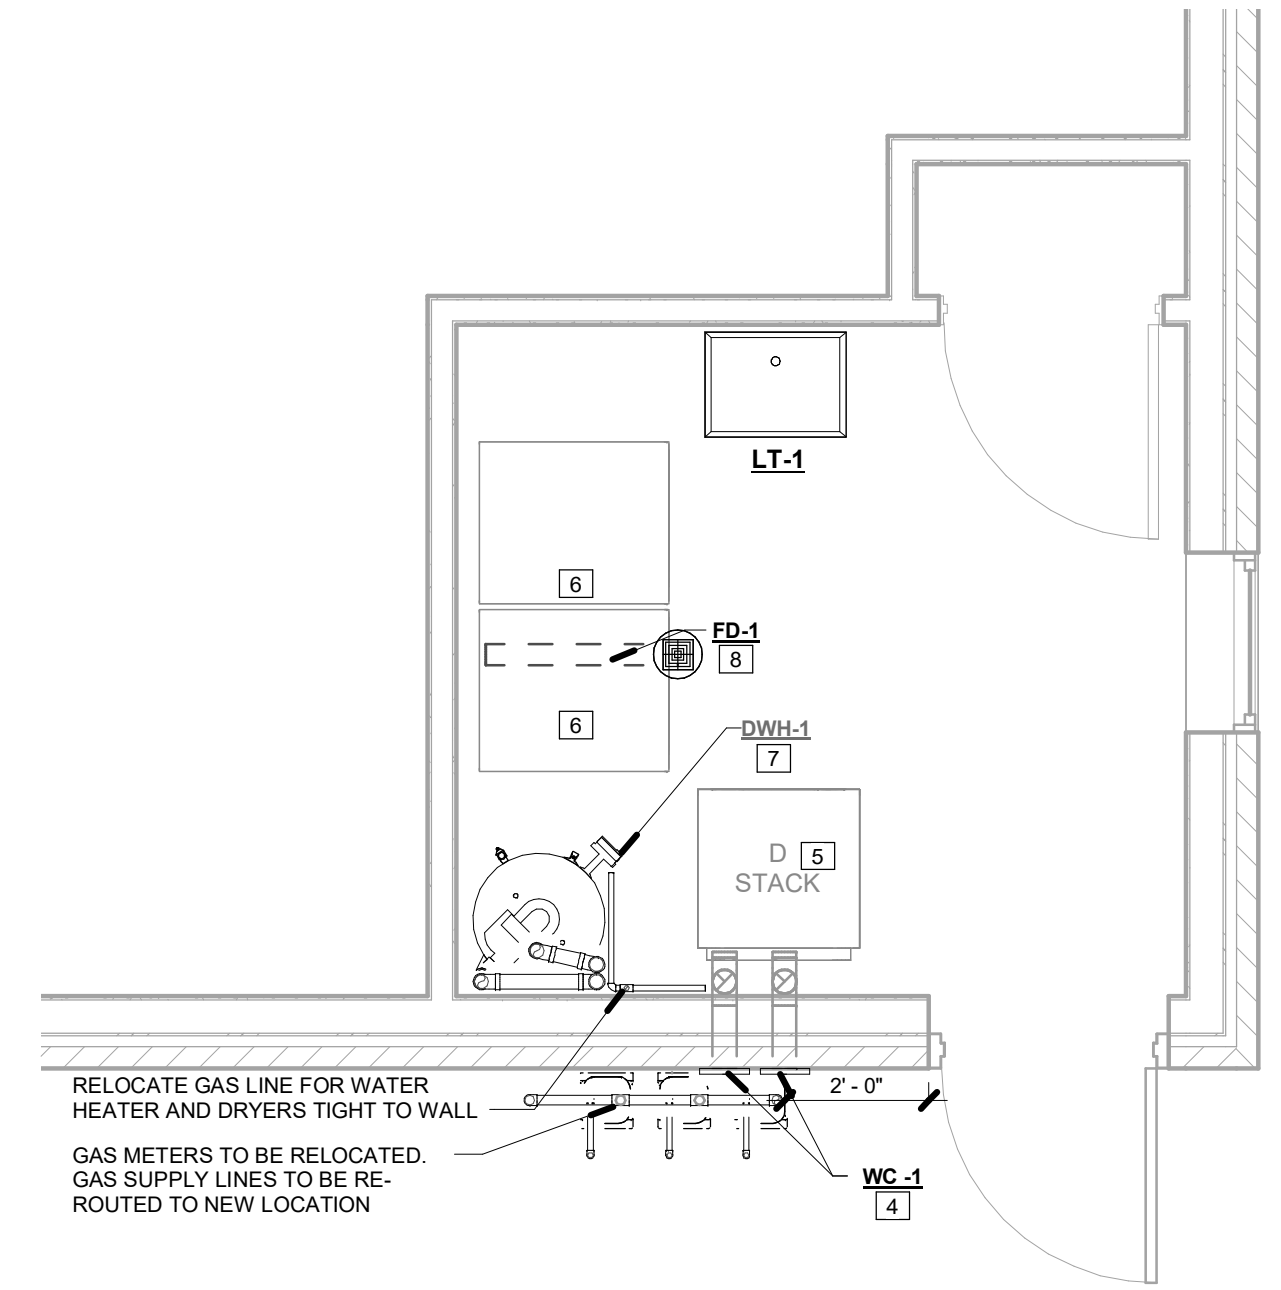 LT-1
6
FD-1
8
6
DWH-1
7
D
5
STACK
RELOCATE GAS LINE FOR WATER
HEATER AND DRYERS TIGHT TO WALL
2' - 0"
GAS METERS TO BE RELOCATED.
GAS SUPPLY LINES TO BE RE-
ROUTED TO NEW LOCATION
WC -1
4